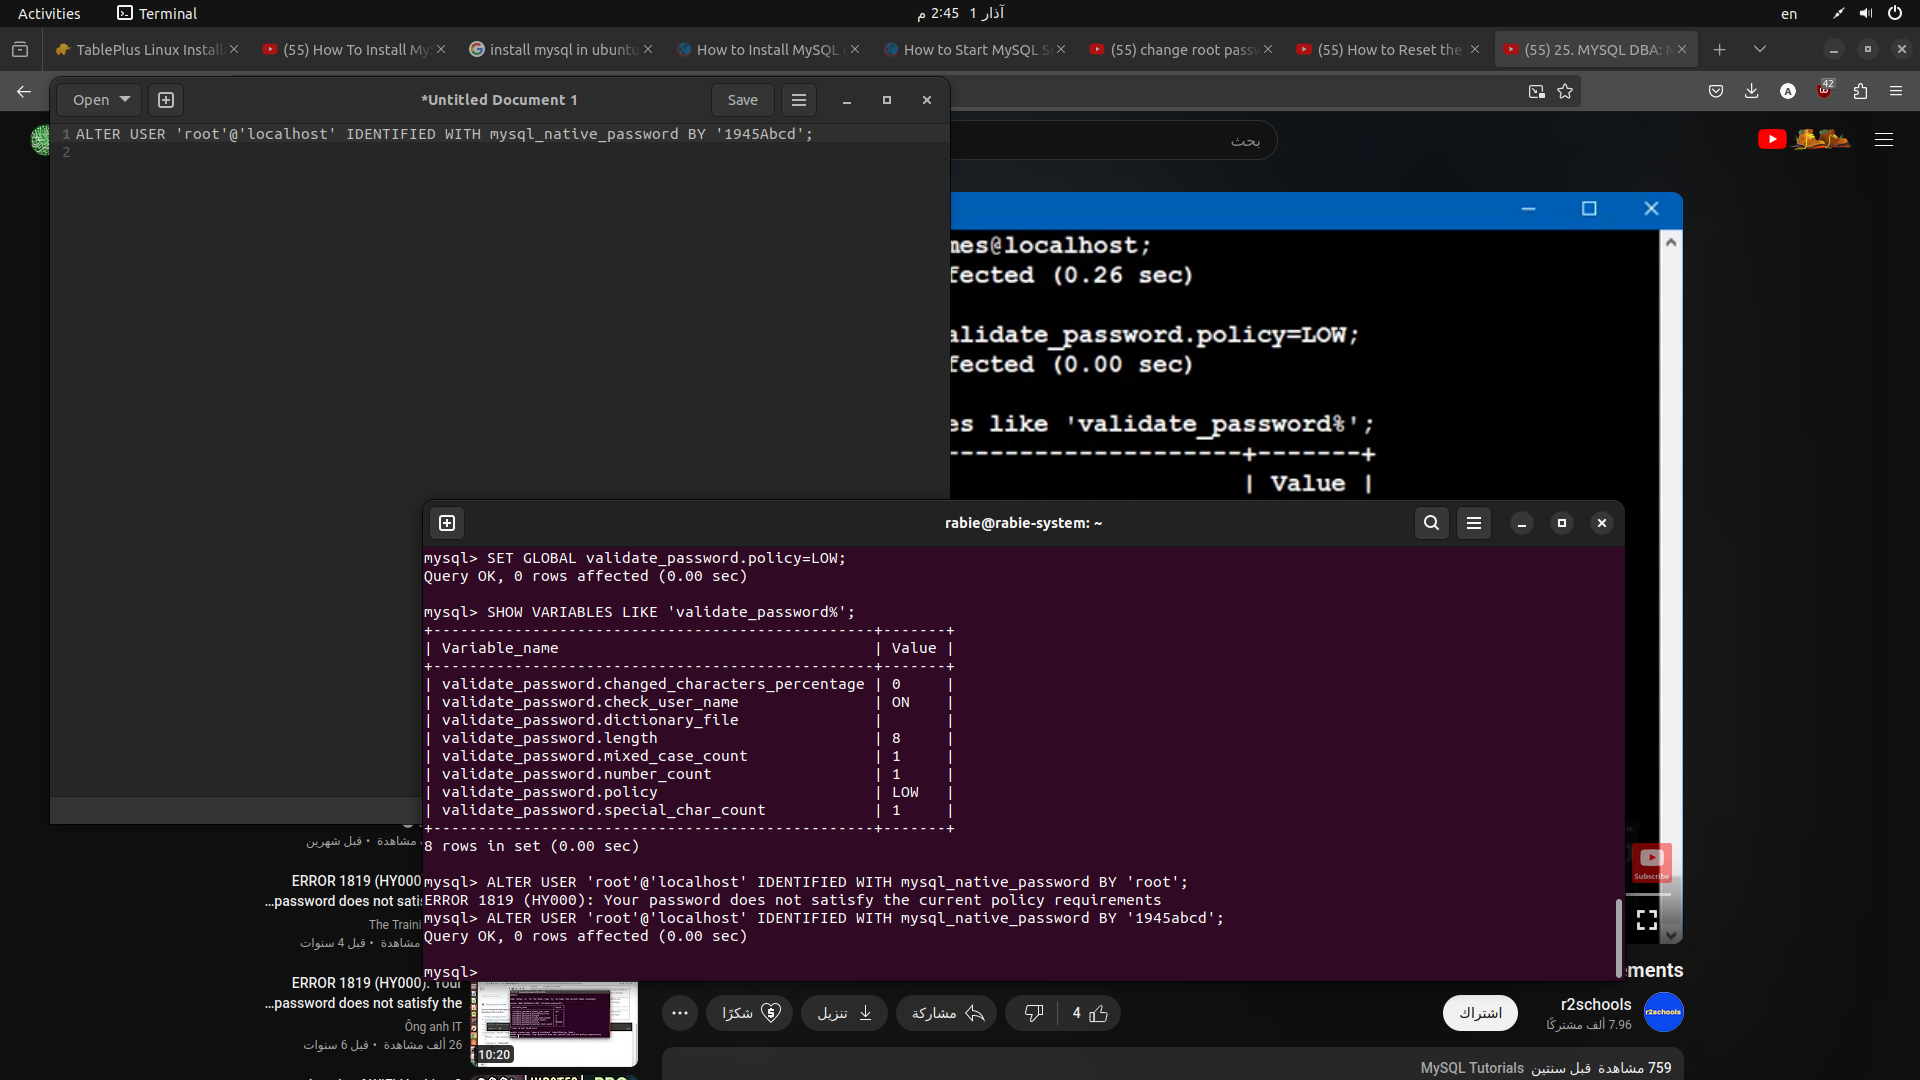 Activities
Terminal
آذار 1 2:45 م
en
TablePlus Linux Install
(55) How To Install My
install mysql in ubuntu
How to Install MySQL
How to Start MySQL S
(55) change root passw
(55) How to Reset the
(55) 25. MYSQL DBA: M
42
Open
*Untitled Document 1
Save
1 ALTER USER 'root'@'localhost' IDENTIFIED WITH mysql_native_password BY '1945Abcd';
2
بحث
mes@localhost;
fected (0.26 sec)
alidate_password.policy=LOW;
fected (0.00 sec)
es like 'validate_password%';
---------------------+-------+
| Value |
rabie@rabie-system: ~
mysql> SET GLOBAL validate_password.policy=LOW;
Query OK, 0 rows affected (0.00 sec)
mysql> SHOW VARIABLES LIKE 'validate_password%';
+-------------------------------------------------+-------+
| Variable_name | Value |
+-------------------------------------------------+-------+
| validate_password.changed_characters_percentage | 0 |
| validate_password.check_user_name | ON |
| validate_password.dictionary_file | |
| validate_password.length | 8 |
| validate_password.mixed_case_count | 1 |
| validate_password.number_count | 1 |
| validate_password.policy | LOW |
| validate_password.special_char_count | 1 |
+-------------------------------------------------+-------+
8 rows in set (0.00 sec)
mysql> ALTER USER 'root'@'localhost' IDENTIFIED WITH mysql_native_password BY 'root';
ERROR 1819 (HY000): Your password does not satisfy the current policy requirements
mysql> ALTER USER 'root'@'localhost' IDENTIFIED WITH mysql_native_password BY '1945abcd';
Query OK, 0 rows affected (0.00 sec)
mysql>
مشاهدة • قبل شهرين
ERROR 1819 (HY000
...password does not satis
The Traini
مشاهدة • قبل 4 سنوات
ERROR 1819 (HY000): Your
...password does not satisfy the
Ông anh IT
26 ألف مشاهدة • قبل 6 سنوات
10:20
Subscribe
ements
شكرًا
تنزيل
مشاركة
4
اشتراك
r2schools
7.96 ألف مشتركًا
r2schools
759 مشاهدة قبل سنتين MySQL Tutorials